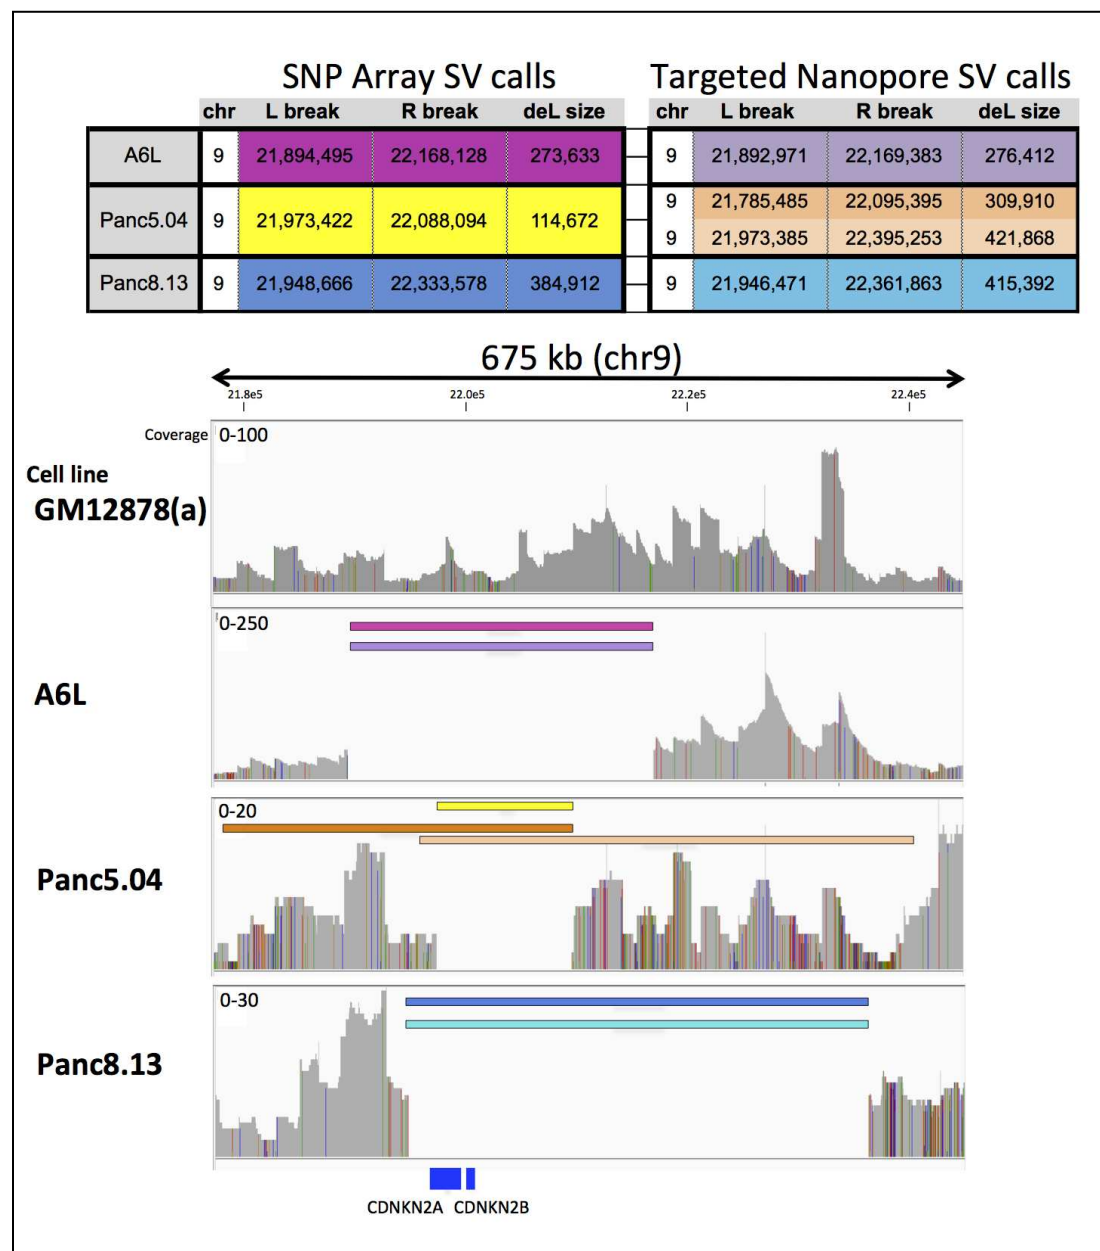 SNP Array SV calls Targeted Nanopore SV calls
chr L break R break deL size chr L break R break deL size
A6L 9 21,894,495 22,168,128 273,633 9 21,892,971 22,169,383 276,412
Panc5.04 9 21,973,422 22,088,094 114,672 9 21,785,485 22,095,395 309,910
9 21,973,385 22,395,253 421,868
Panc8.13 9 21,948,666 22,333,578 384,912 9 21,946,471 22,361,863 415,392
675 kb (chr9)
21.8e5 22.0e5 22.2e5 22.4e5
Coverage 0-100
Cell line
GM12878(a)
0-250
A6L
0-20
Panc5.04
0-30
Panc8.13
CDNKN2A CDNKN2B